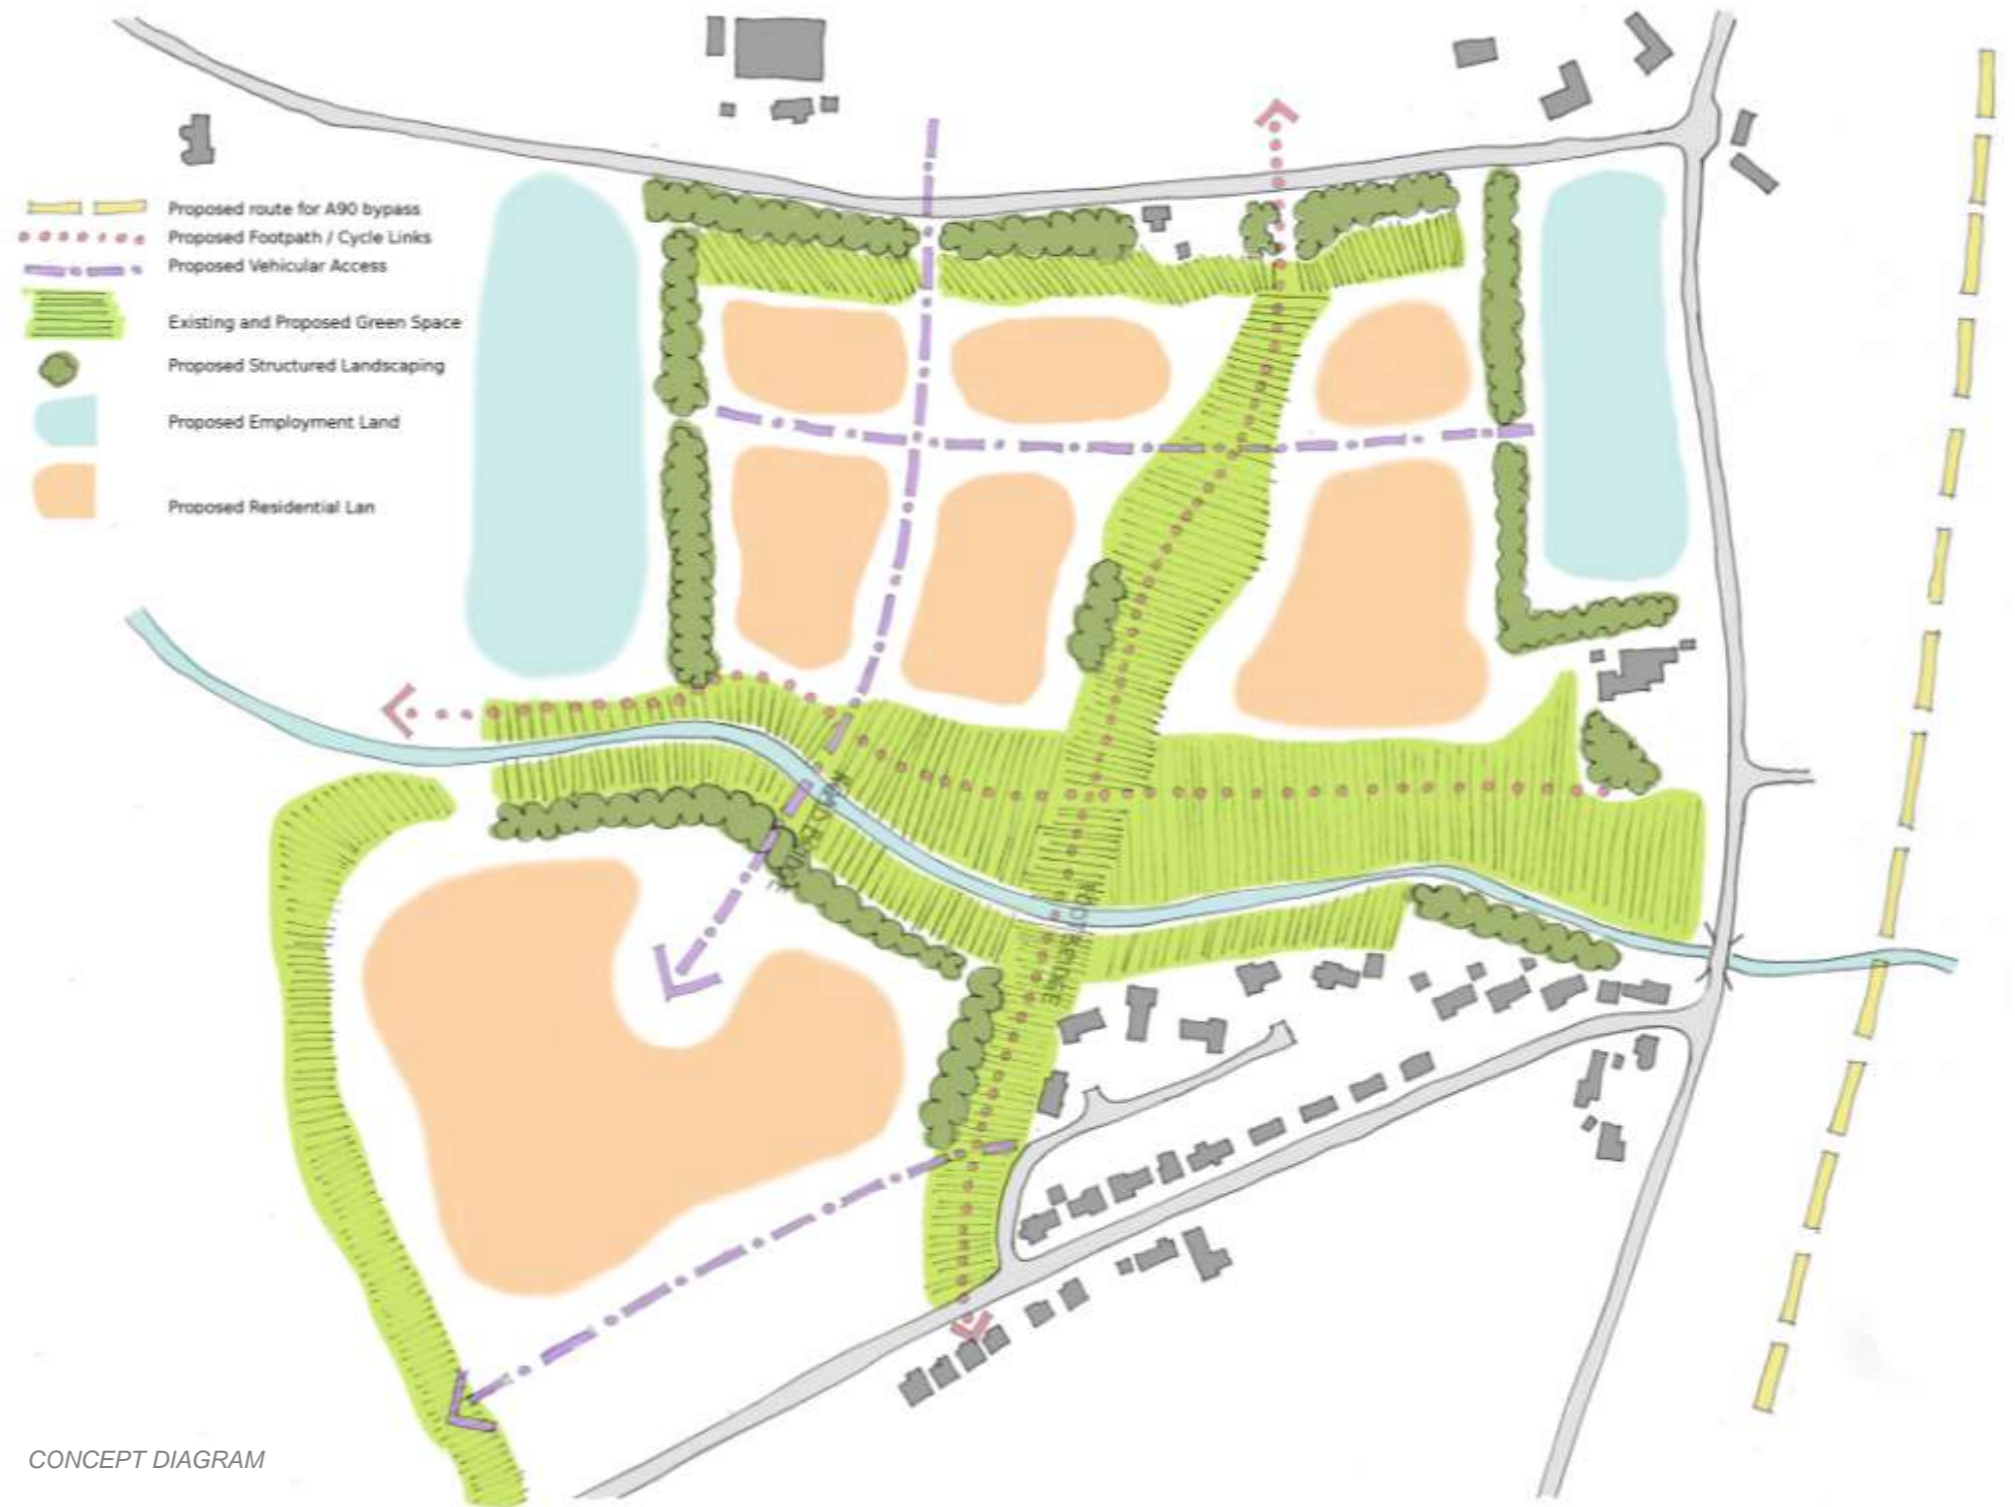 Proposed route for A90 bypass
Proposed Footpath / Cycle Links
Proposed Vehicular Access
Existing and Proposed Green Space
Proposed Structured Landscaping
Proposed Employment Land
Proposed Residential Lan
CONCEPT DIAGRAM